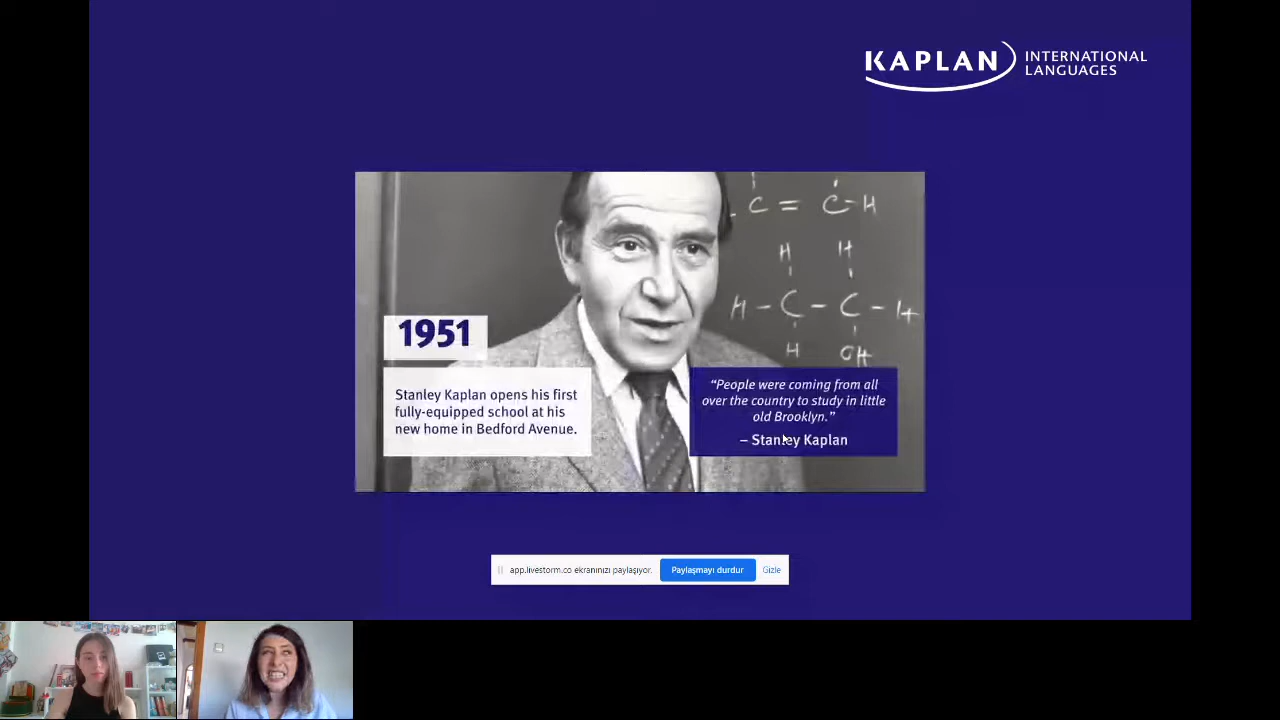 KAPLAN INTERNATIONAL
LANGUAGES
C = C-H
H H
H-C-C-H
H OH
1951
Stanley Kaplan opens his first
fully-equipped school at his
new home in Bedford Avenue.
“People were coming from all
over the country to study in little
old Brooklyn.”
– Stanley Kaplan
app.livestorm.co ekranınızı paylaşıyor. Paylaşmayı durdur Gizle